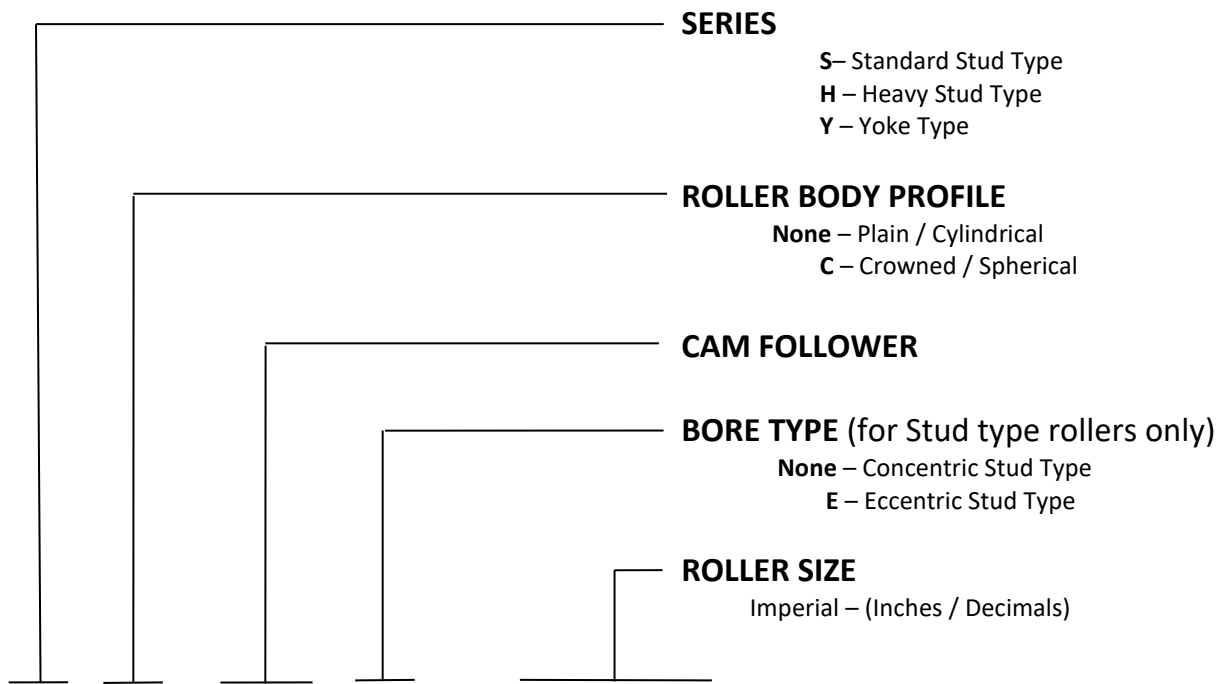 SERIES
S– Standard Stud Type
H – Heavy Stud Type
Y – Yoke Type
ROLLER BODY PROFILE
None – Plain / Cylindrical
C – Crowned / Spherical
CAM FOLLOWER
BORE TYPE (for Stud type rollers only)
None – Concentric Stud Type
E – Eccentric Stud Type
ROLLER SIZE
Imperial – (Inches / Decimals)